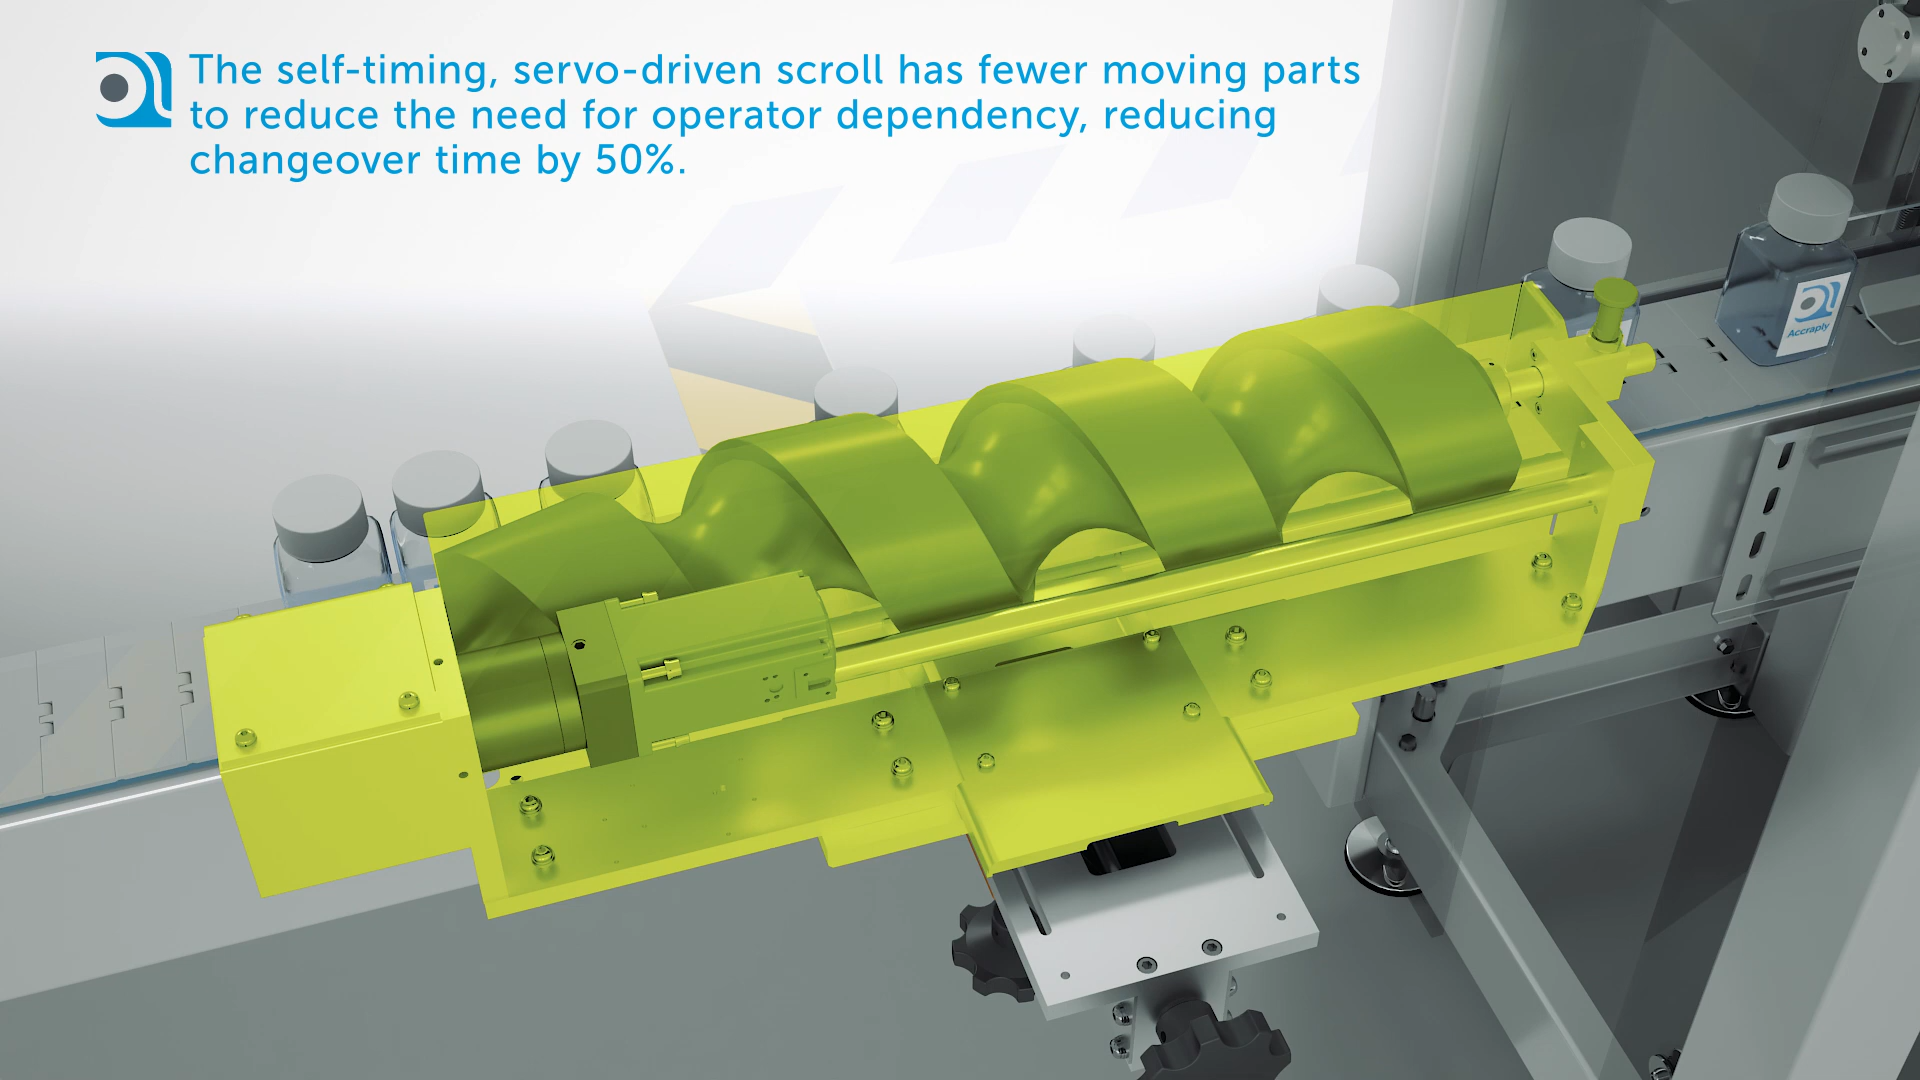 The self-timing, servo-driven scroll has fewer moving parts
to reduce the need for operator dependency, reducing
changeover time by 50%.
Accraply